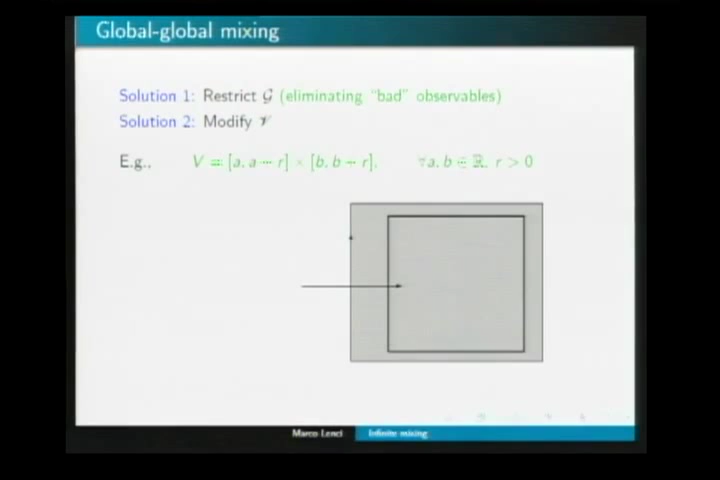 Global-global mixing
Solution 1: Restrict 𝒢 (eliminating "bad" observables)
Solution 2: Modify 𝒱
E.g., V = [a, a + r] × [b, b + r], ∀a, b ∈ ℝ, r > 0
Marco Lenci Infinite mixing